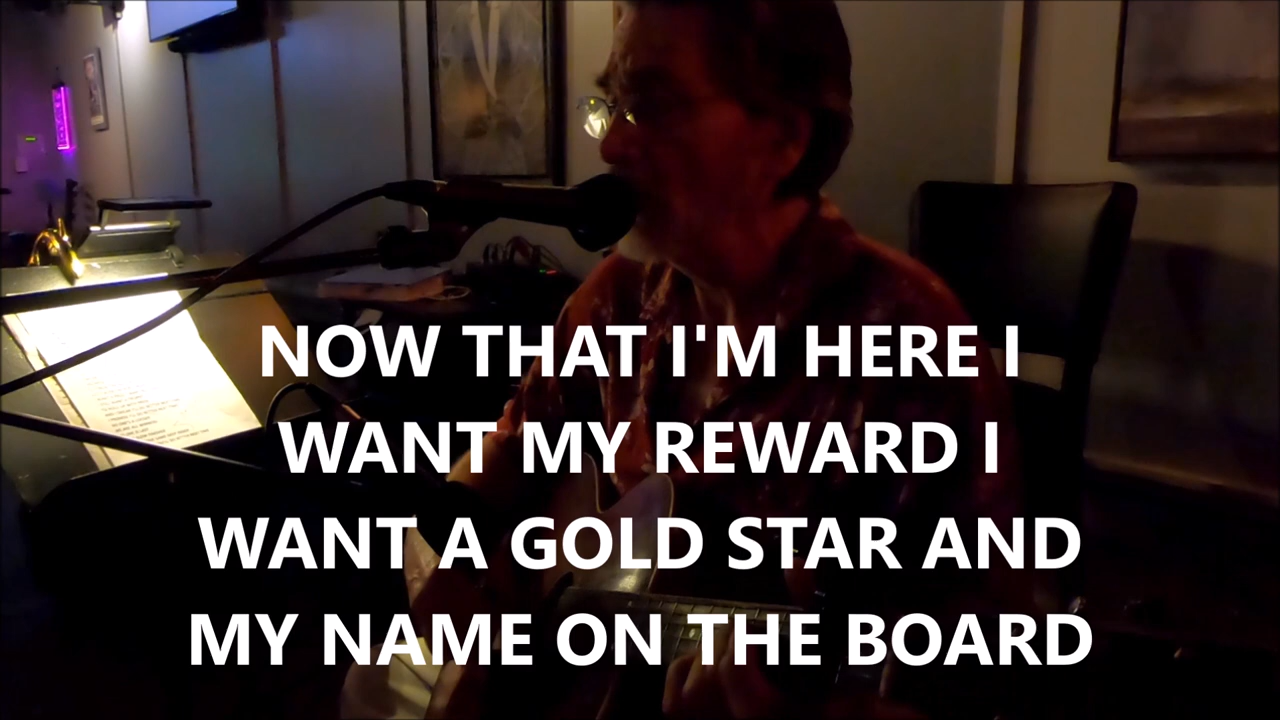 NOW THAT I'M HERE I
WANT MY REWARD I
WANT A GOLD STAR AND
MY NAME ON THE BOARD